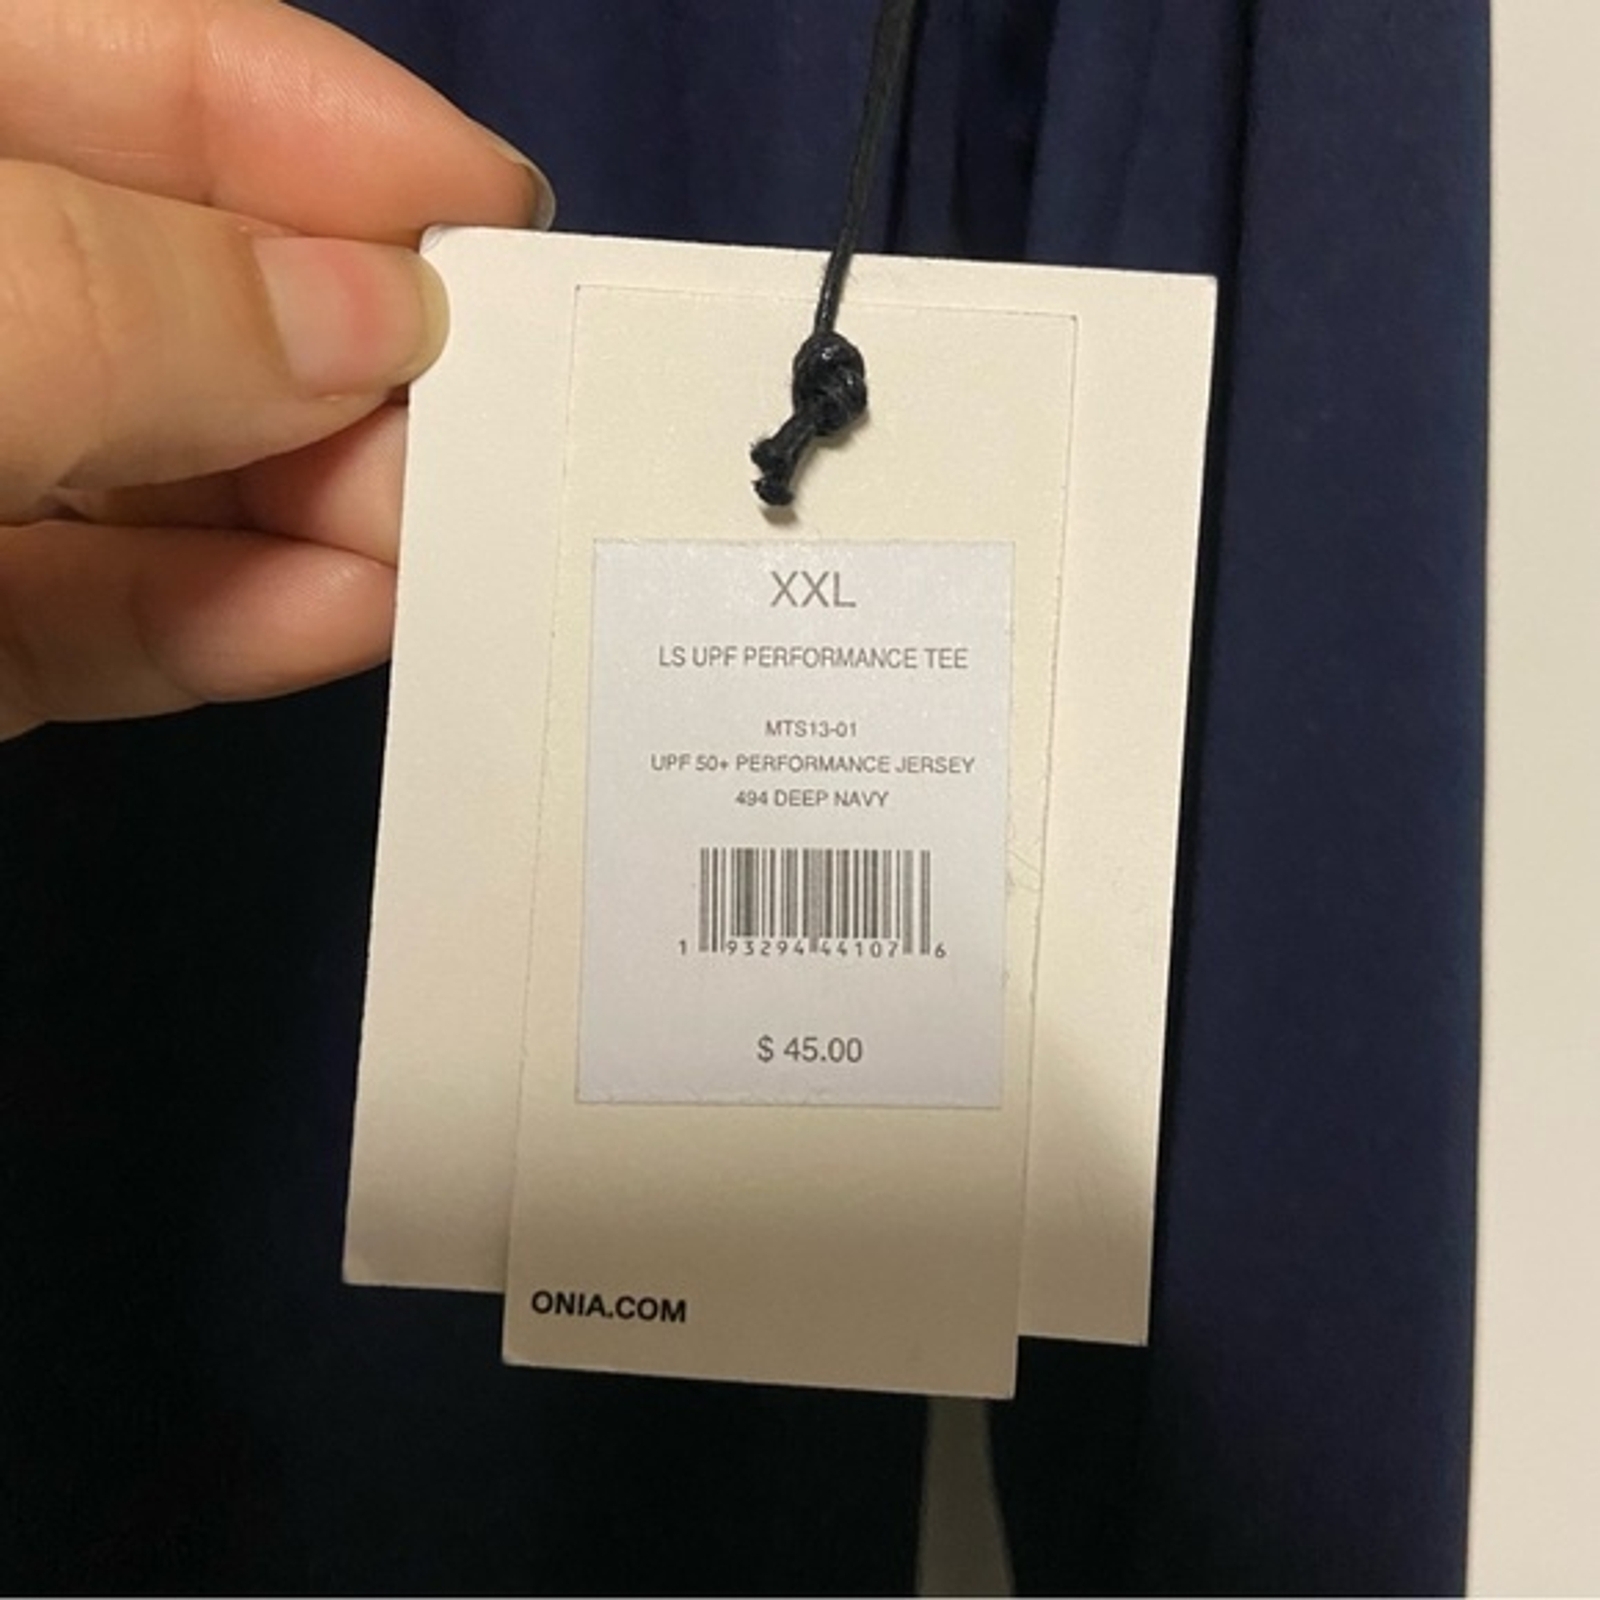 XXL
LS UPF PERFORMANCE TEE
MTS13-01
UPF 50+ PERFORMANCE JERSEY
494 DEEP NAVY
1 93294 44107 6
$ 45.00
ONIA.COM